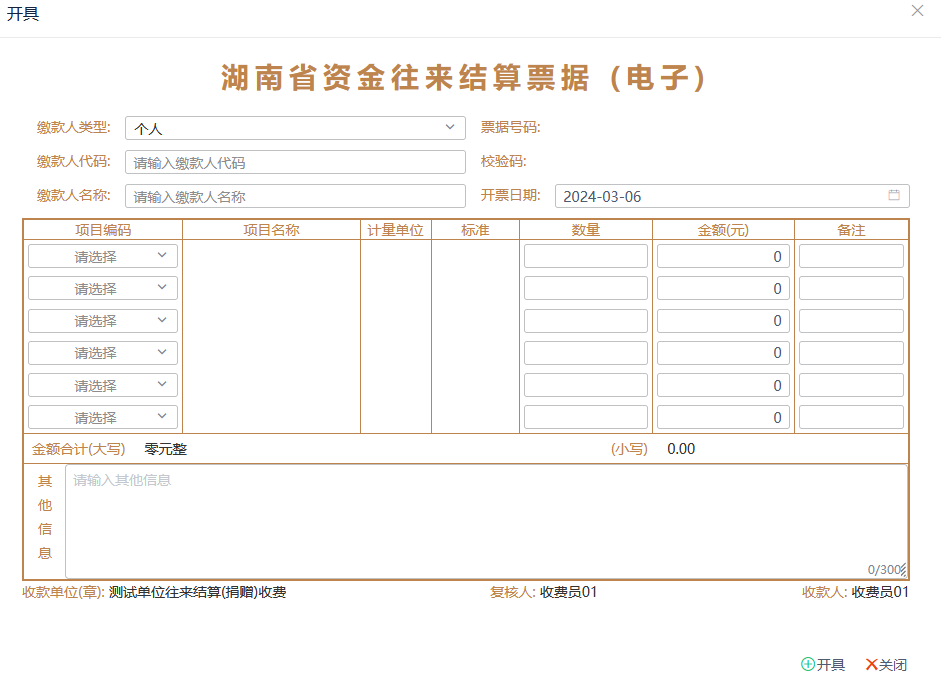 开具
湖南省资金往来结算票据（电子）
缴款人类型: 个人 票据号码:
缴款人代码: 请输入缴款人代码 校验码:
缴款人名称: 请输入缴款人名称 开票日期: 2024-03-06
项目编码 项目名称 计量单位 标准 数量 金额(元) 备注
请选择 0
请选择 0
请选择 0
请选择 0
请选择 0
请选择 0
金额合计(大写) 零元整 (小写) 0.00
其他信息 请输入其他信息
0/300
收款单位(章): 测试单位往来结算(捐赠)收费 复核人: 收费员01 收款人: 收费员01
开具 关闭